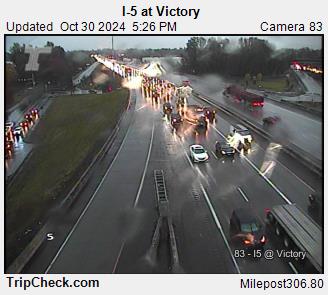 I-5 at Victory
Updated Oct 30 2024 5:26 PM Camera 83
S
83 - I5 @ Victory
TripCheck.com Milepost306.80